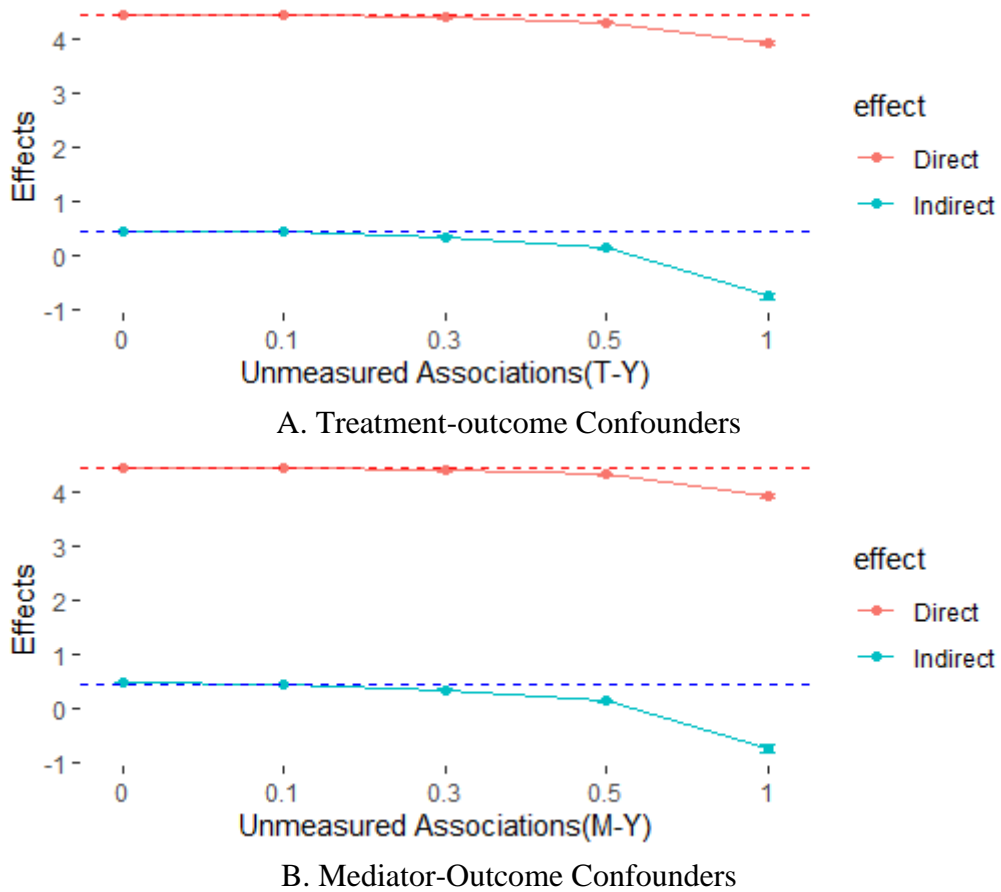 4
3
2
1
0
-1
Effects
0 0.1 0.3 0.5 1
Unmeasured Associations(T-Y)
effect
Direct
Indirect
A. Treatment-outcome Confounders
4
3
2
1
0
-1
Effects
0 0.1 0.3 0.5 1
Unmeasured Associations(M-Y)
effect
Direct
Indirect
B. Mediator-Outcome Confounders